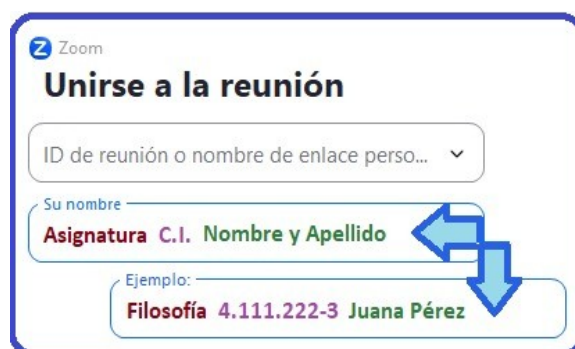 Zoom
Unirse a la reunión
ID de reunión o nombre de enlace perso...
Su nombre
Asignatura C.I. Nombre y Apellido
Ejemplo:
Filosofía 4.111.222-3 Juana Pérez